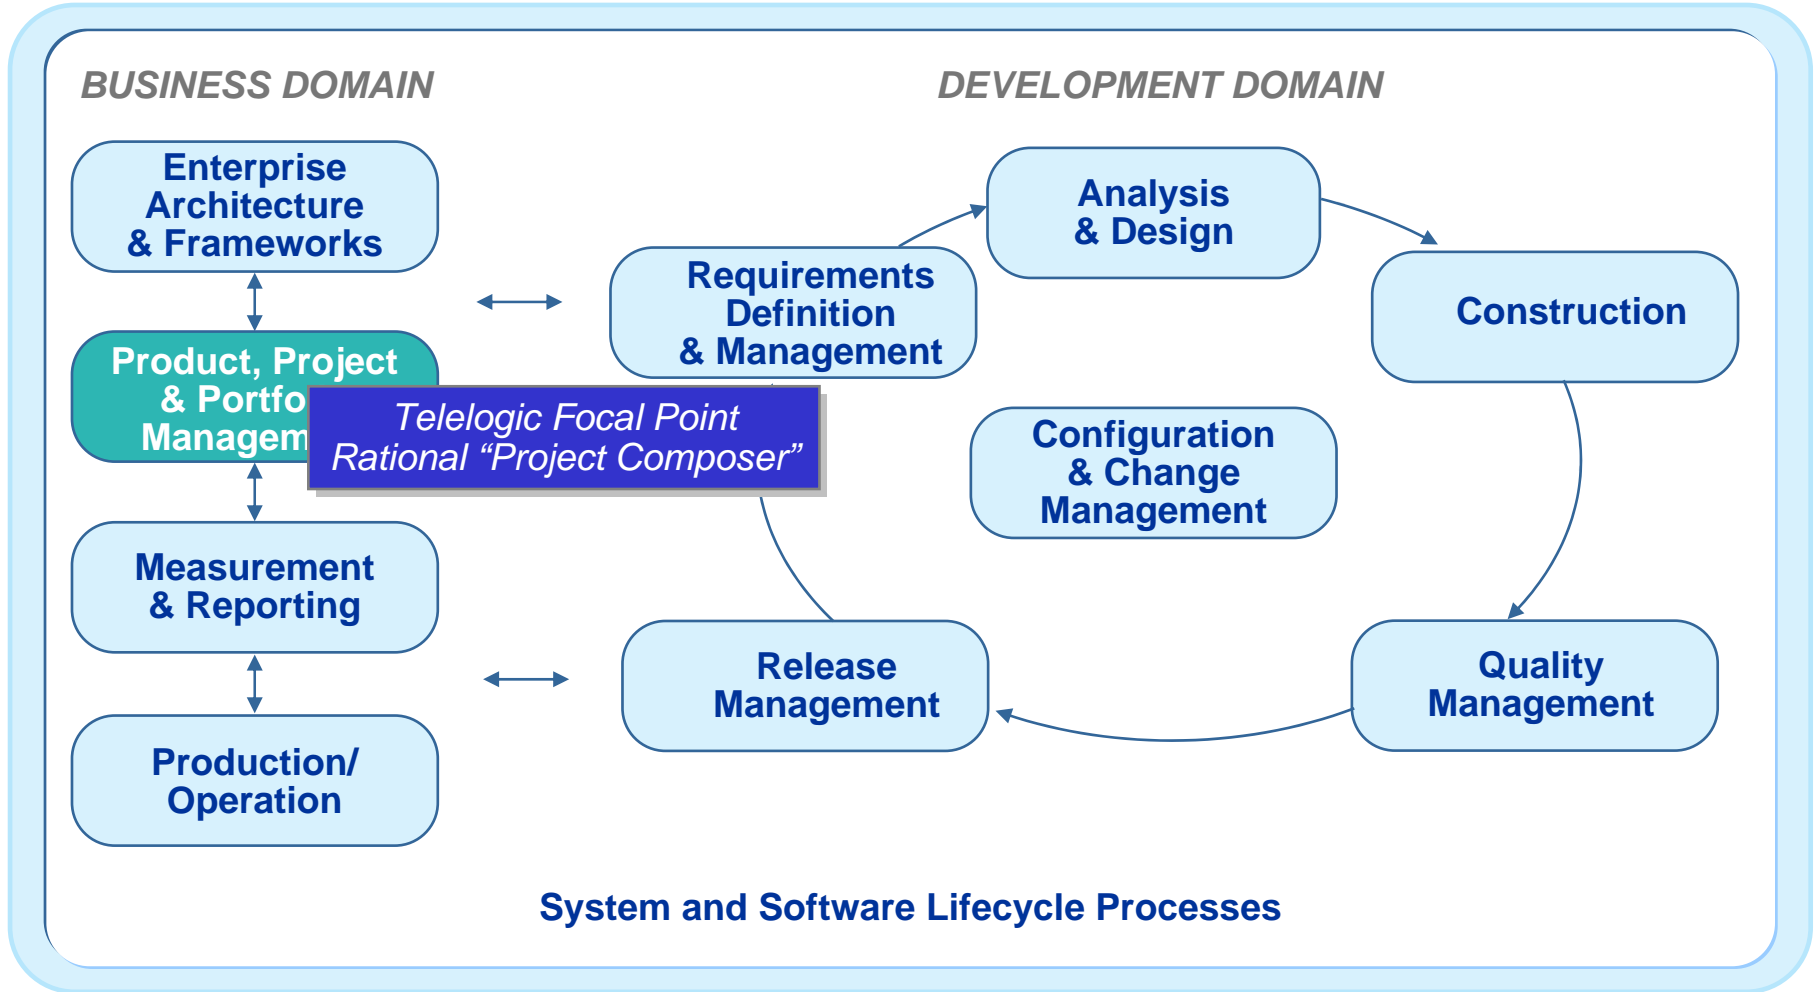 BUSINESS DOMAIN
DEVELOPMENT DOMAIN
Enterprise
Architecture
& Frameworks
Product, Project
& Portfo
Managem
Telelogic Focal Point
Rational “Project Composer”
Measurement
& Reporting
Production/
Operation
Requirements
Definition
& Management
Analysis
& Design
Construction
Configuration
& Change
Management
Release
Management
Quality
Management
System and Software Lifecycle Processes